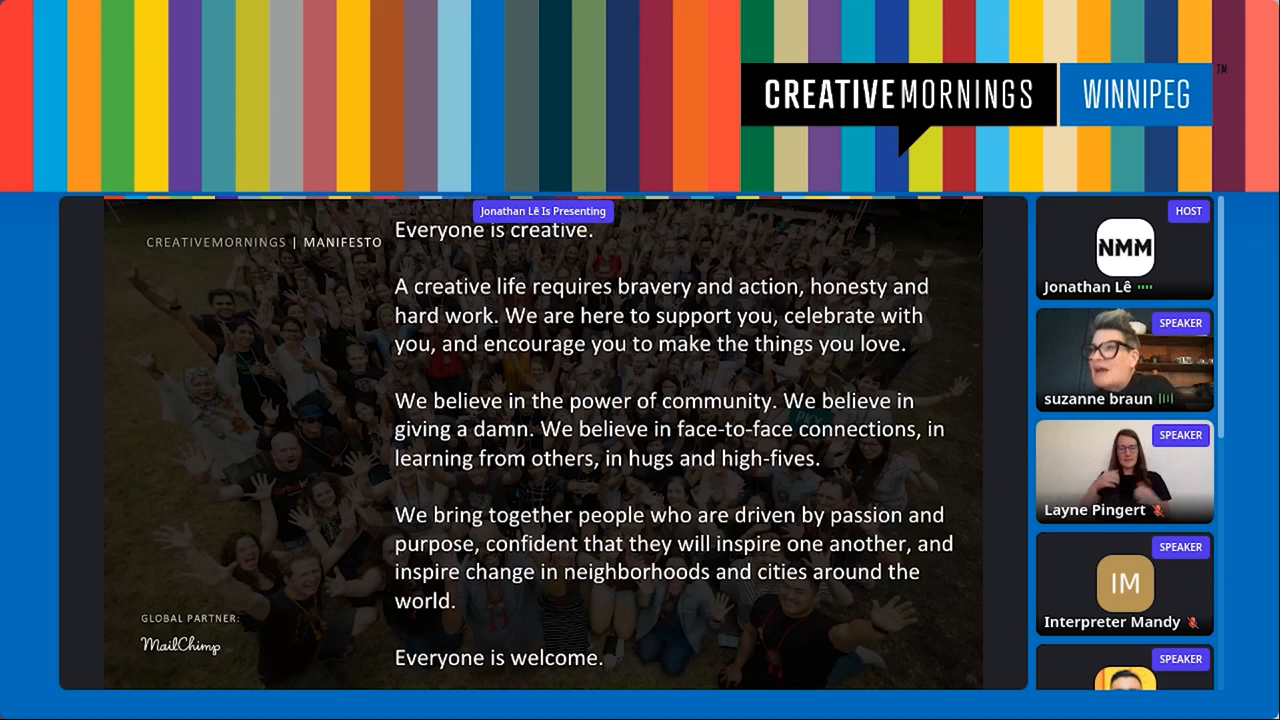 CREATIVEMORNINGS
WINNIPEG
TM
Jonathan Lê Is Presenting
CREATIVEMORNINGS | MANIFESTO
Everyone is creative.
A creative life requires bravery and action, honesty and
hard work. We are here to support you, celebrate with
you, and encourage you to make the things you love.
We believe in the power of community. We believe in
giving a damn. We believe in face-to-face connections, in
learning from others, in hugs and high-fives.
We bring together people who are driven by passion and
purpose, confident that they will inspire one another, and
inspire change in neighborhoods and cities around the
world.
Everyone is welcome.
GLOBAL PARTNER:
MailChimp
HOST
NMM
Jonathan Lê
SPEAKER
suzanne braun
SPEAKER
Layne Pingert
SPEAKER
IM
Interpreter Mandy
SPEAKER